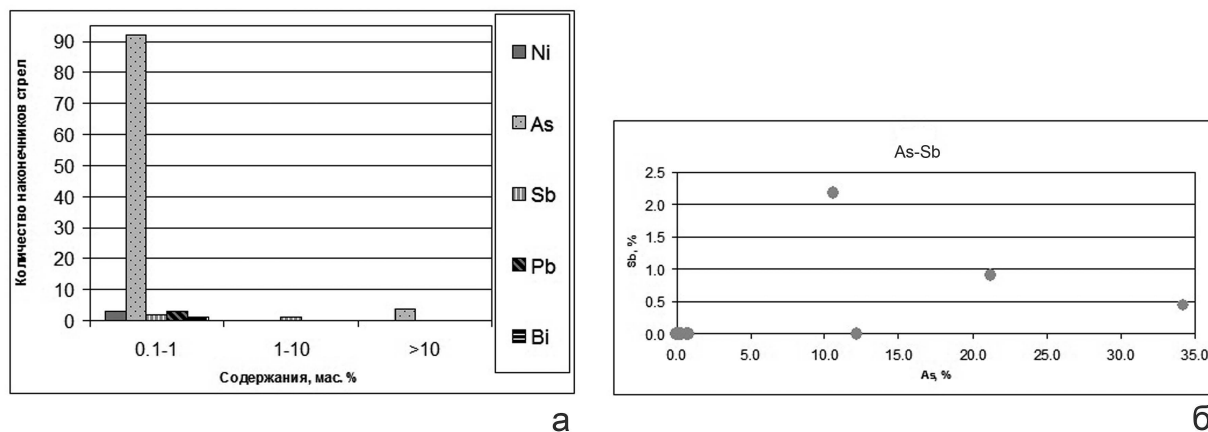 Количество наконечников стрел
90
80
70
60
50
40
30
20
10
0
0.1-1 1-10 >10
Содержания, мас. %
Ni
As
Sb
Pb
Bi
а
As-Sb
Sb, %
2.5
2.0
1.5
1.0
0.5
0.0
0.0 5.0 10.0 15.0 20.0 25.0 30.0 35.0
As, %
б